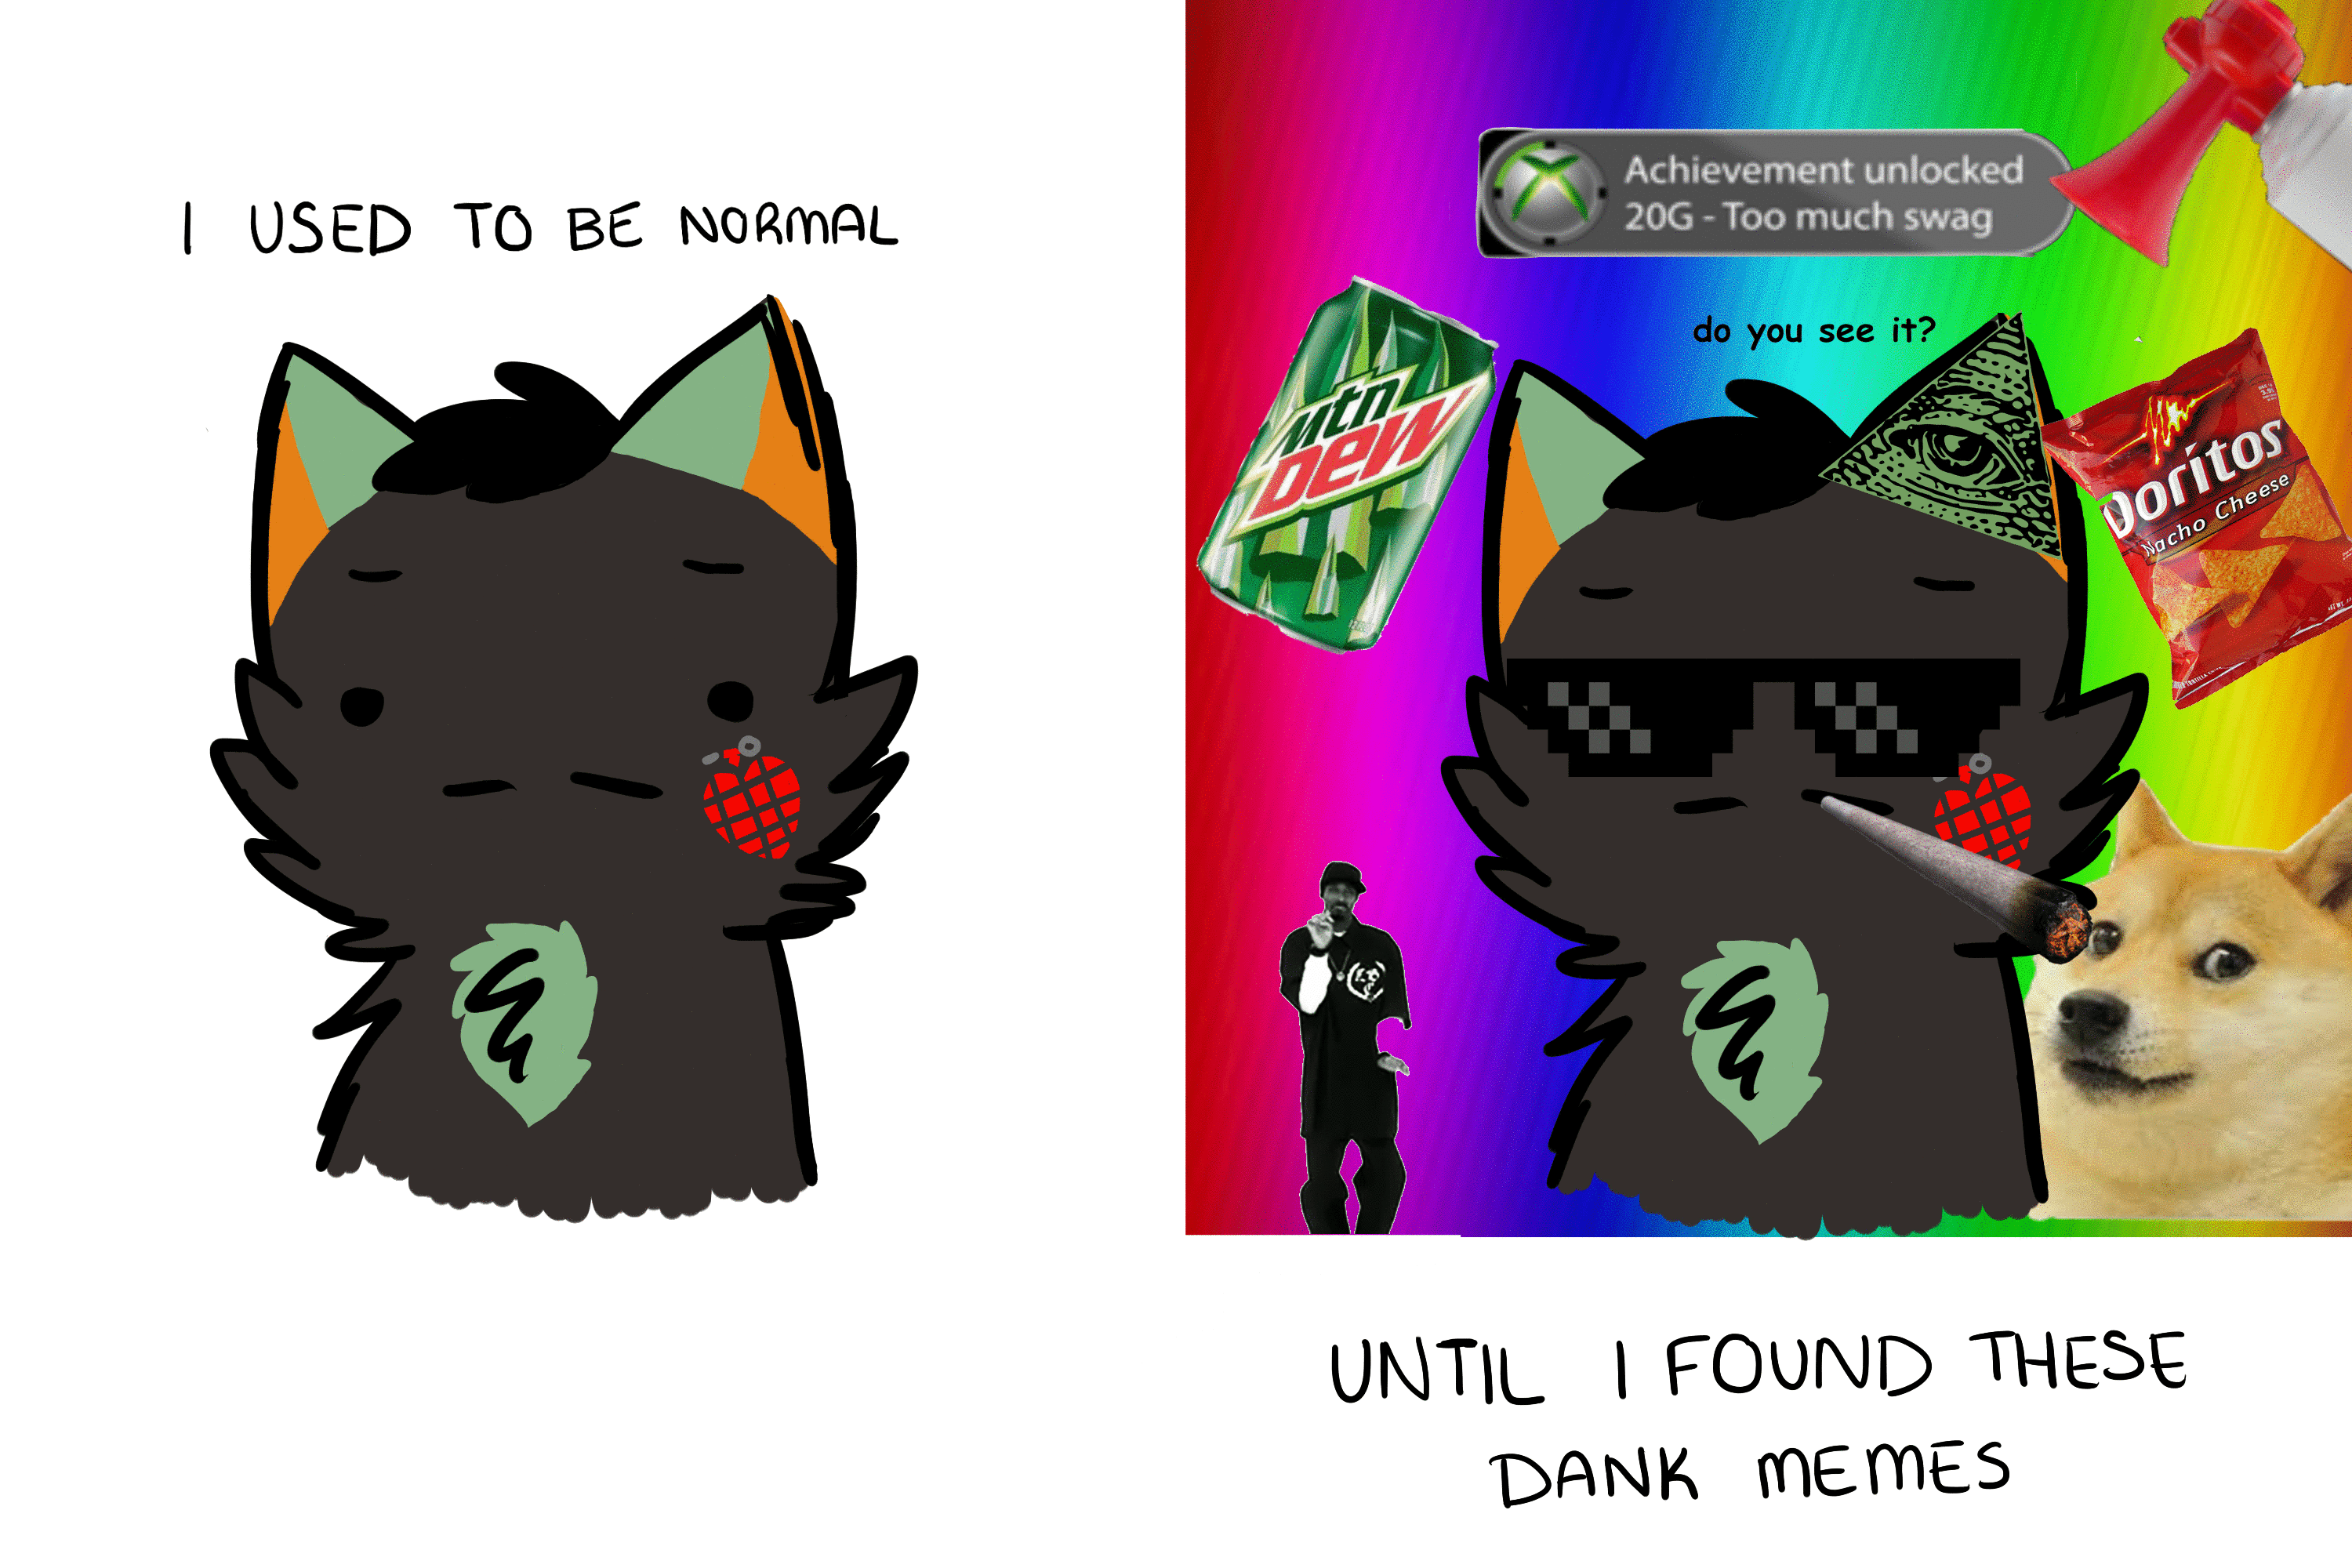 I USED TO BE NORMAL
Achievement unlocked
20G - Too much swag
do you see it?
Mtn
Dew
Doritos
Nacho Cheese
UNTIL I FOUND THESE
DANK MEMES